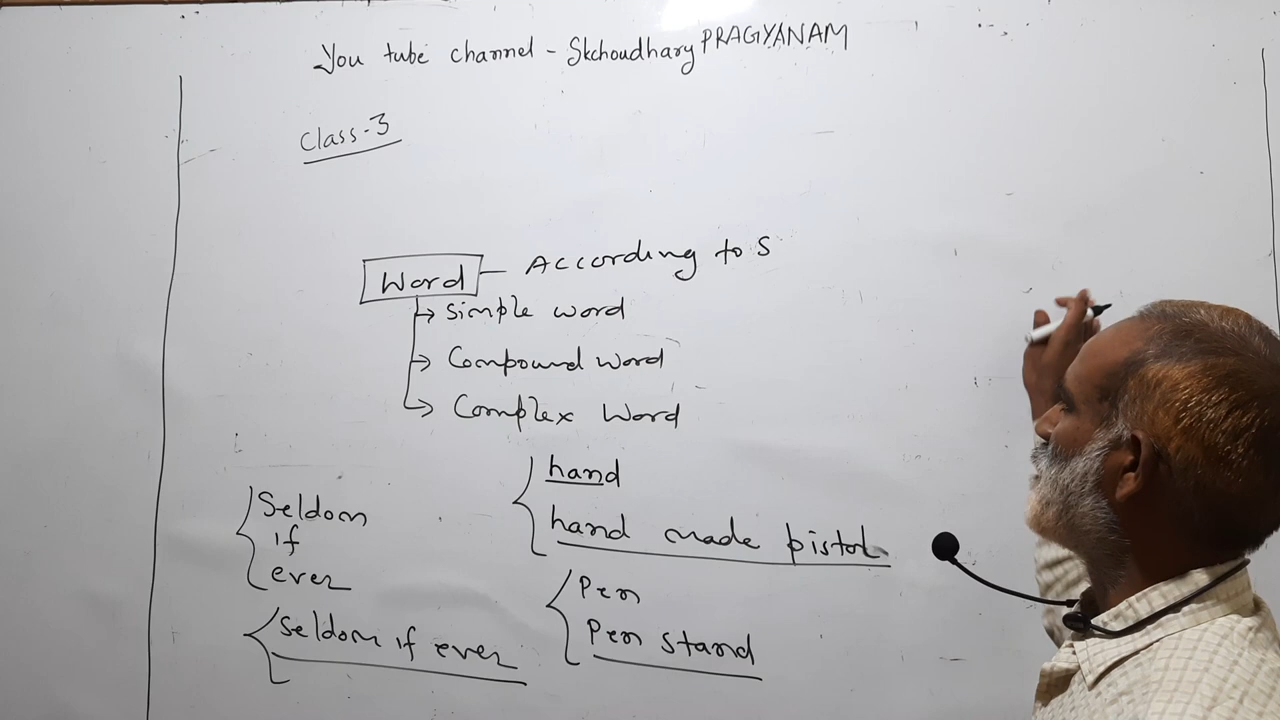 You tube channel - Skchoudhary PRAGYANAM
Class-3
Word - According to S
→ Simple word
→ Compound word
→ Complex word
hand
hand made pistol
Seldom
if
ever
Pen
Pen stand
Seldom if ever